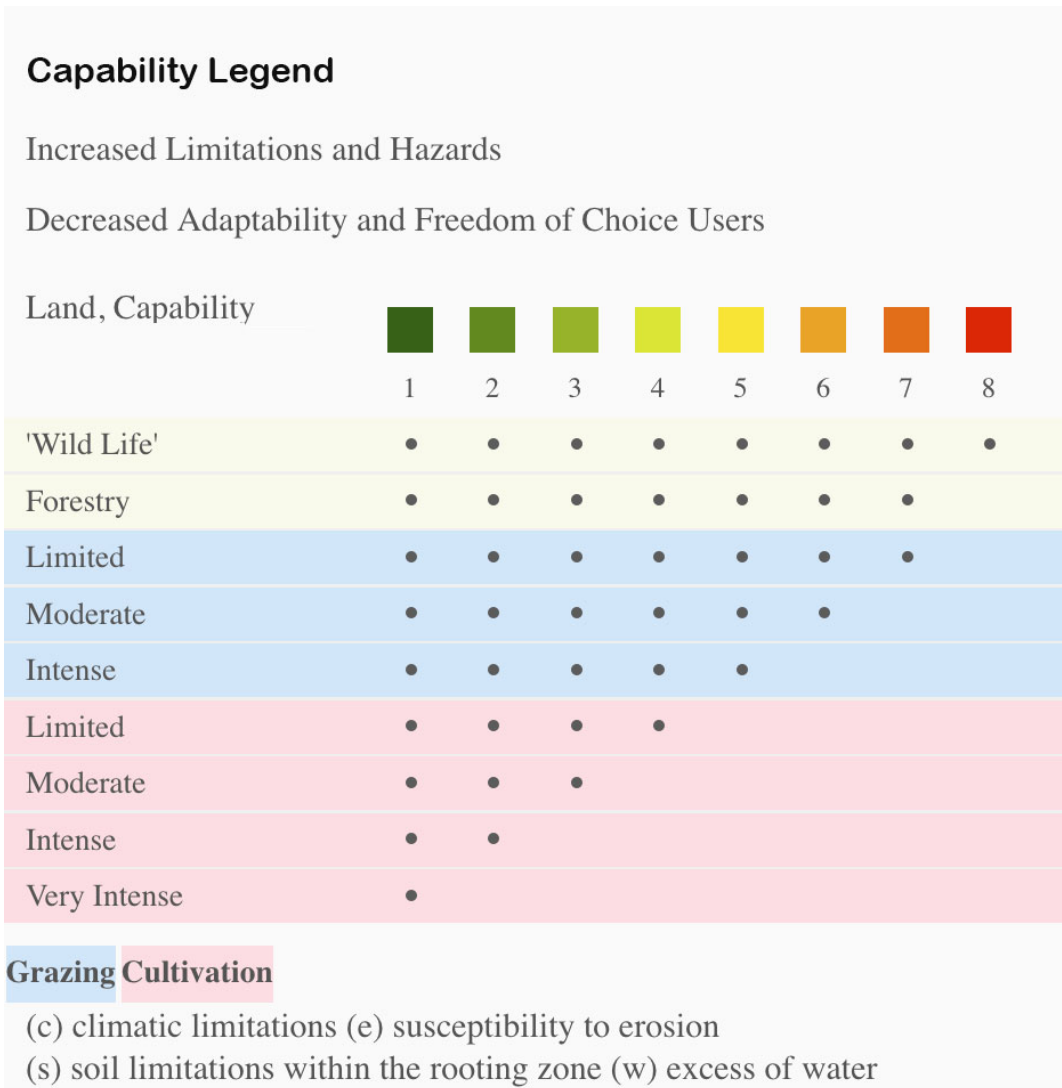 Capability Legend
Increased Limitations and Hazards
Decreased Adaptability and Freedom of Choice Users
Land, Capability
1 2 3 4 5 6 7 8
'Wild Life' • • • • • • • •
Forestry • • • • • • •
Limited • • • • • • •
Moderate • • • • • •
Intense • • • • •
Limited • • • •
Moderate • • •
Intense • •
Very Intense •
Grazing Cultivation
(c) climatic limitations (e) susceptibility to erosion
(s) soil limitations within the rooting zone (w) excess of water